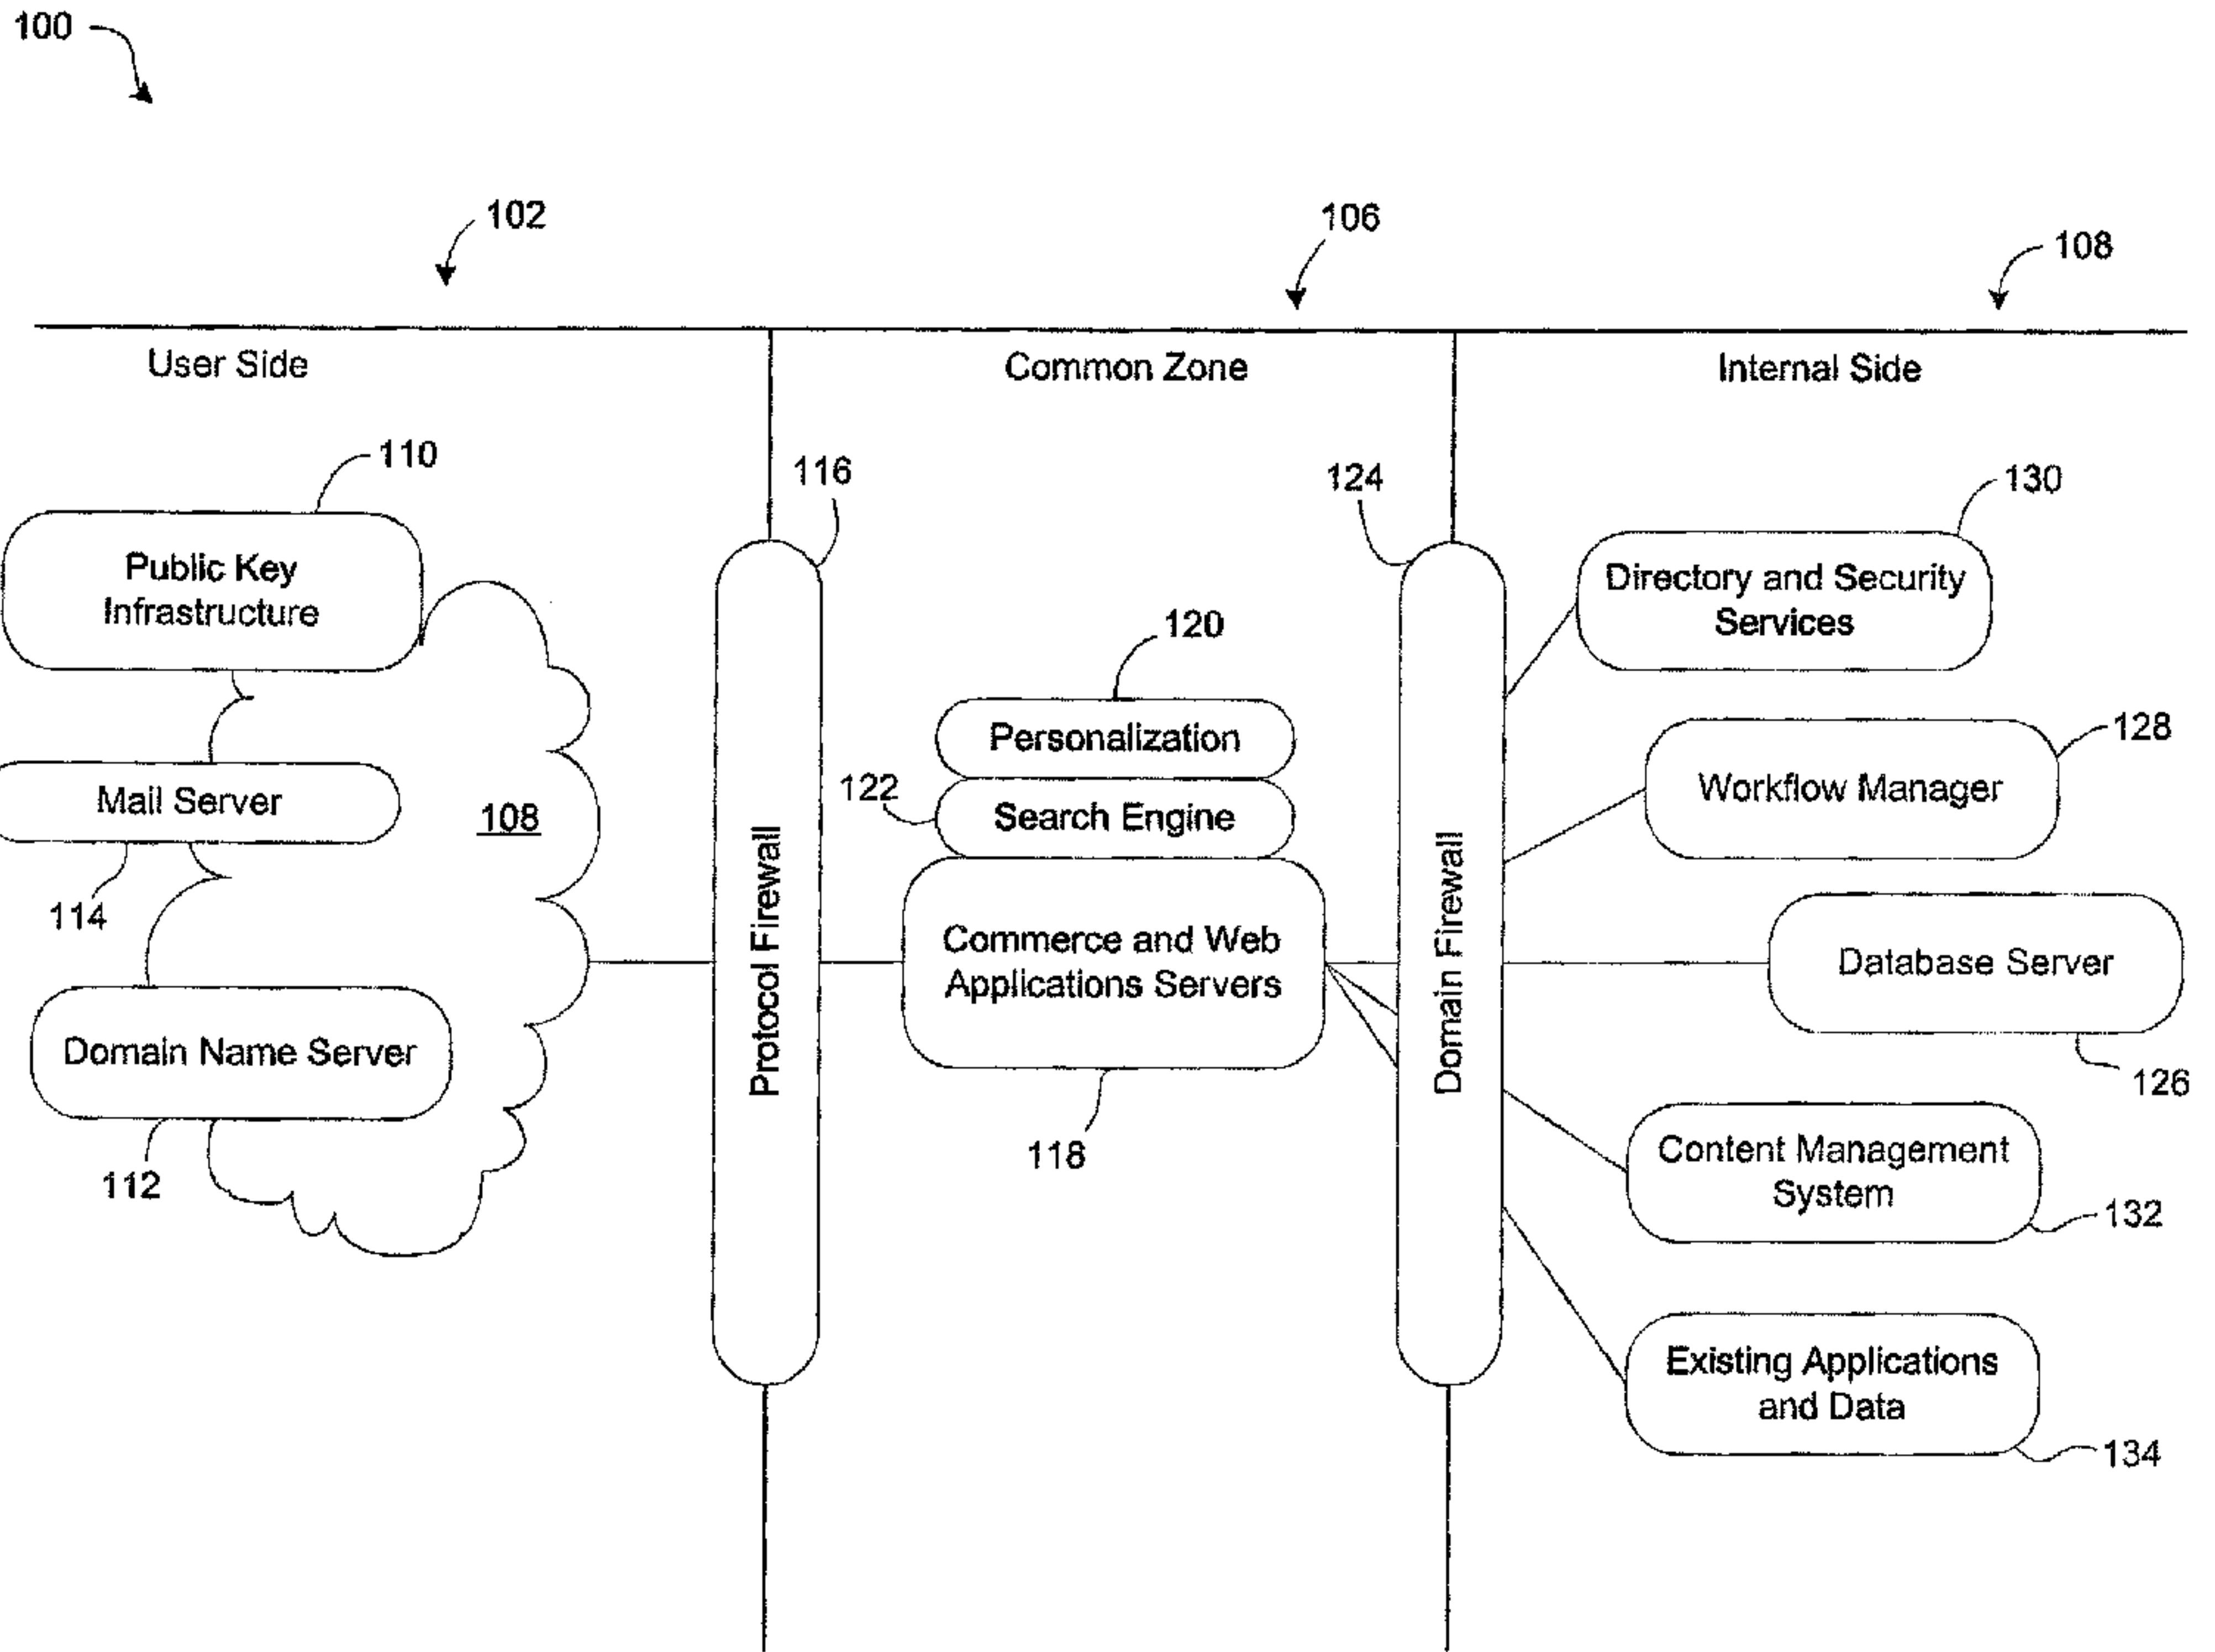 100
102
106
108
User Side
Common Zone
Internal Side
110
Public Key
Infrastructure
Mail Server
114
108
Domain Name Server
112
116
Protocol Firewall
120
Personalization
122
Search Engine
Commerce and Web
Applications Servers
118
124
Domain Firewall
130
Directory and Security
Services
128
Workflow Manager
Database Server
126
Content Management
System
132
Existing Applications
and Data
134